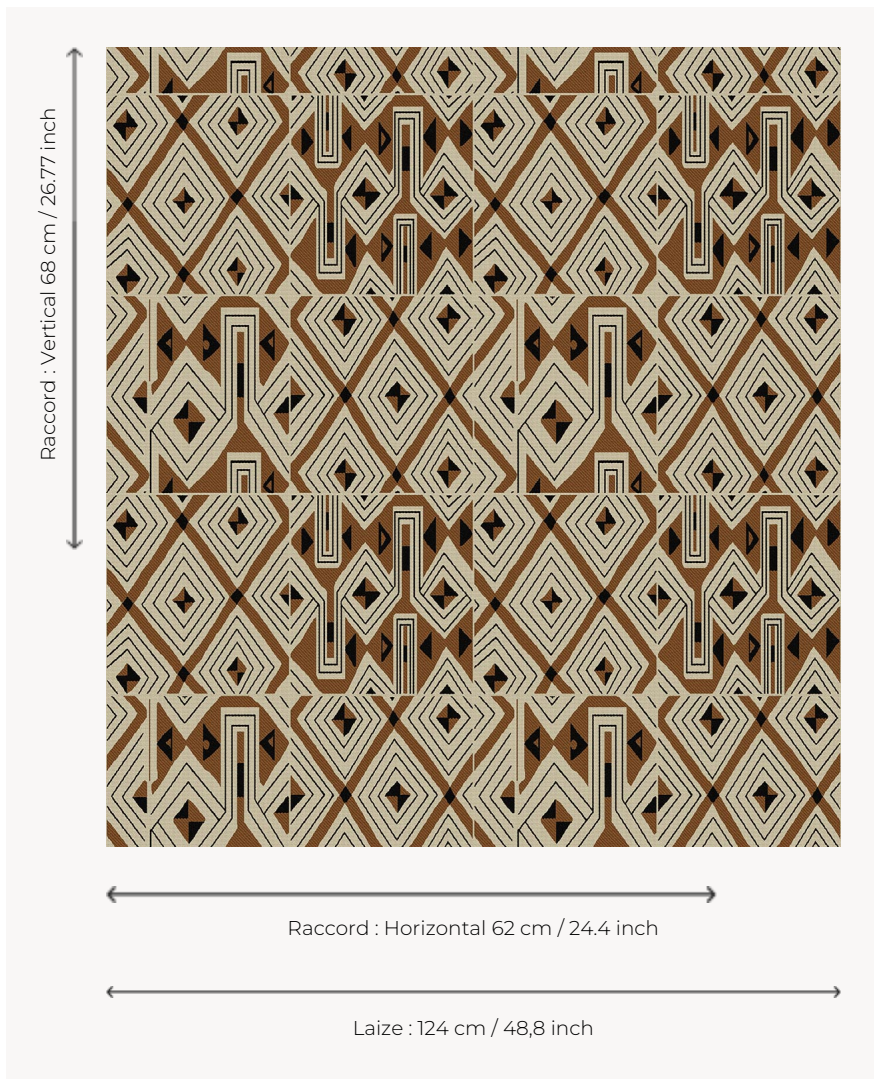 Raccord : Vertical 68 cm / 26.77 inch
Raccord : Horizontal 62 cm / 24.4 inch
Laize : 124 cm / 48,8 inch